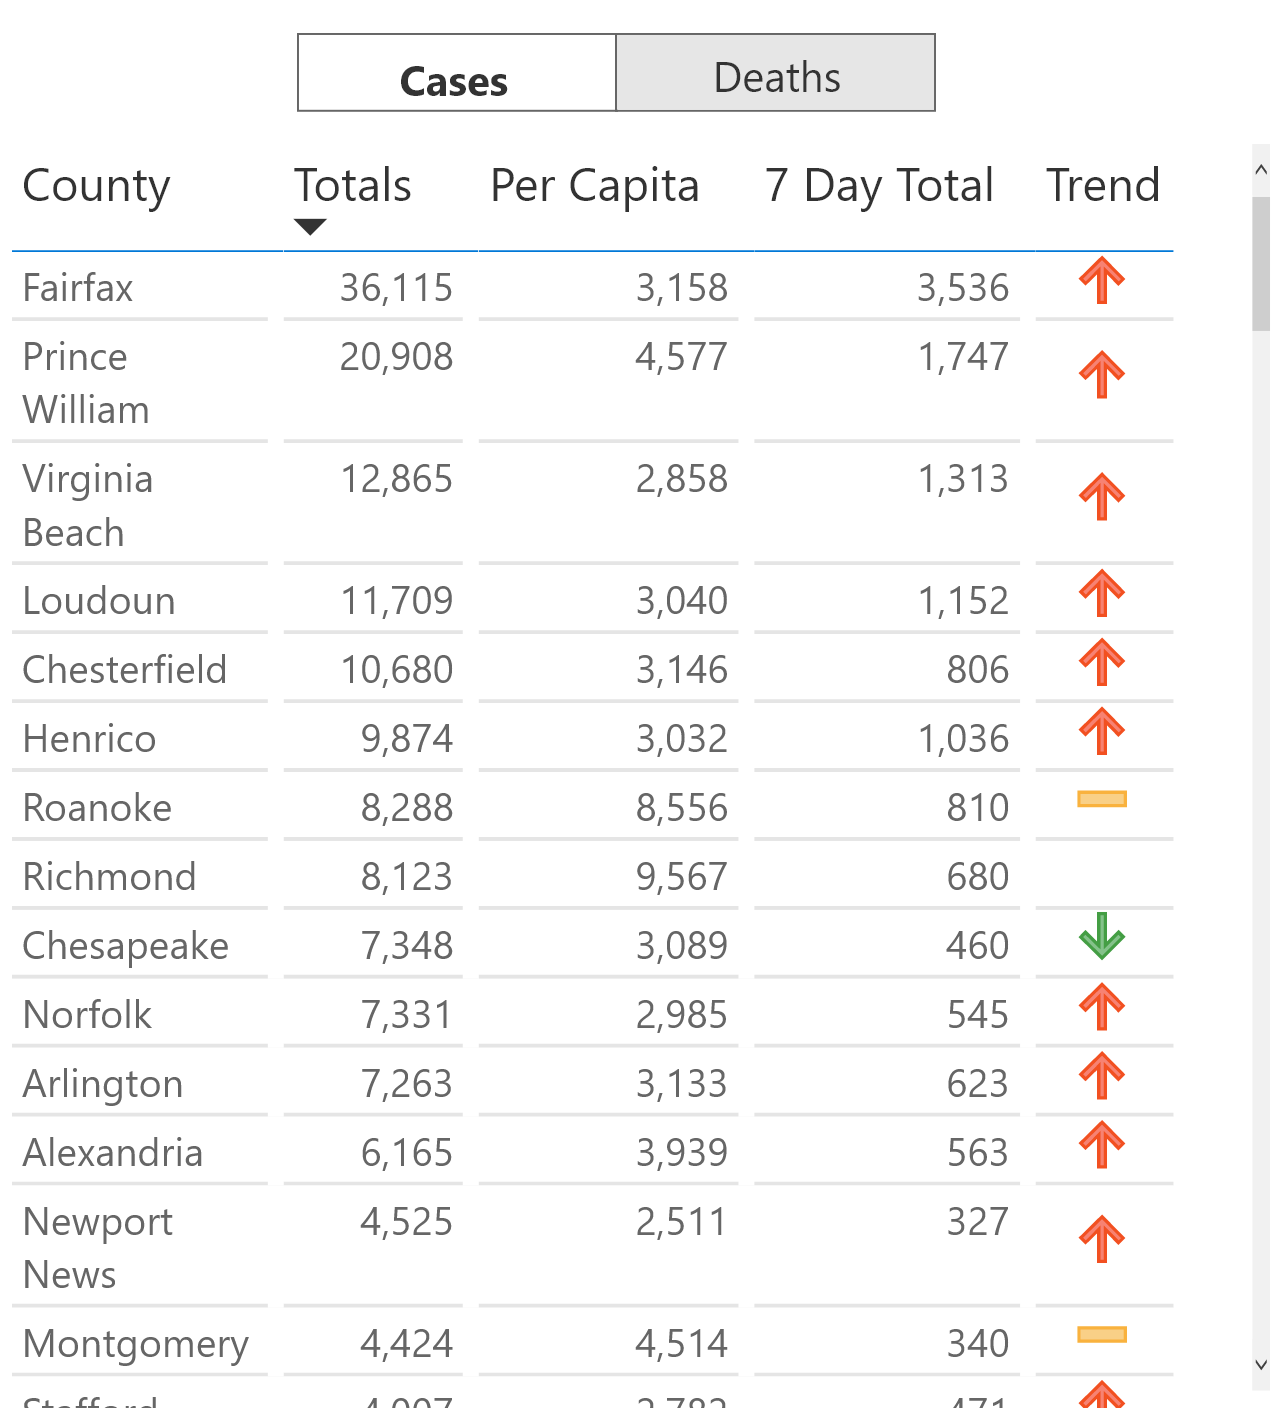 Cases Deaths
County Totals Per Capita 7 Day Total Trend
Fairfax 36,115 3,158 3,536
Prince 20,908 4,577 1,747
William
Virginia 12,865 2,858 1,313
Beach
Loudoun 11,709 3,040 1,152
Chesterfield 10,680 3,146 806
Henrico 9,874 3,032 1,036
Roanoke 8,288 8,556 810
Richmond 8,123 9,567 680
Chesapeake 7,348 3,089 460
Norfolk 7,331 2,985 545
Arlington 7,263 3,133 623
Alexandria 6,165 3,939 563
Newport 4,525 2,511 327
News
Montgomery 4,424 4,514 340